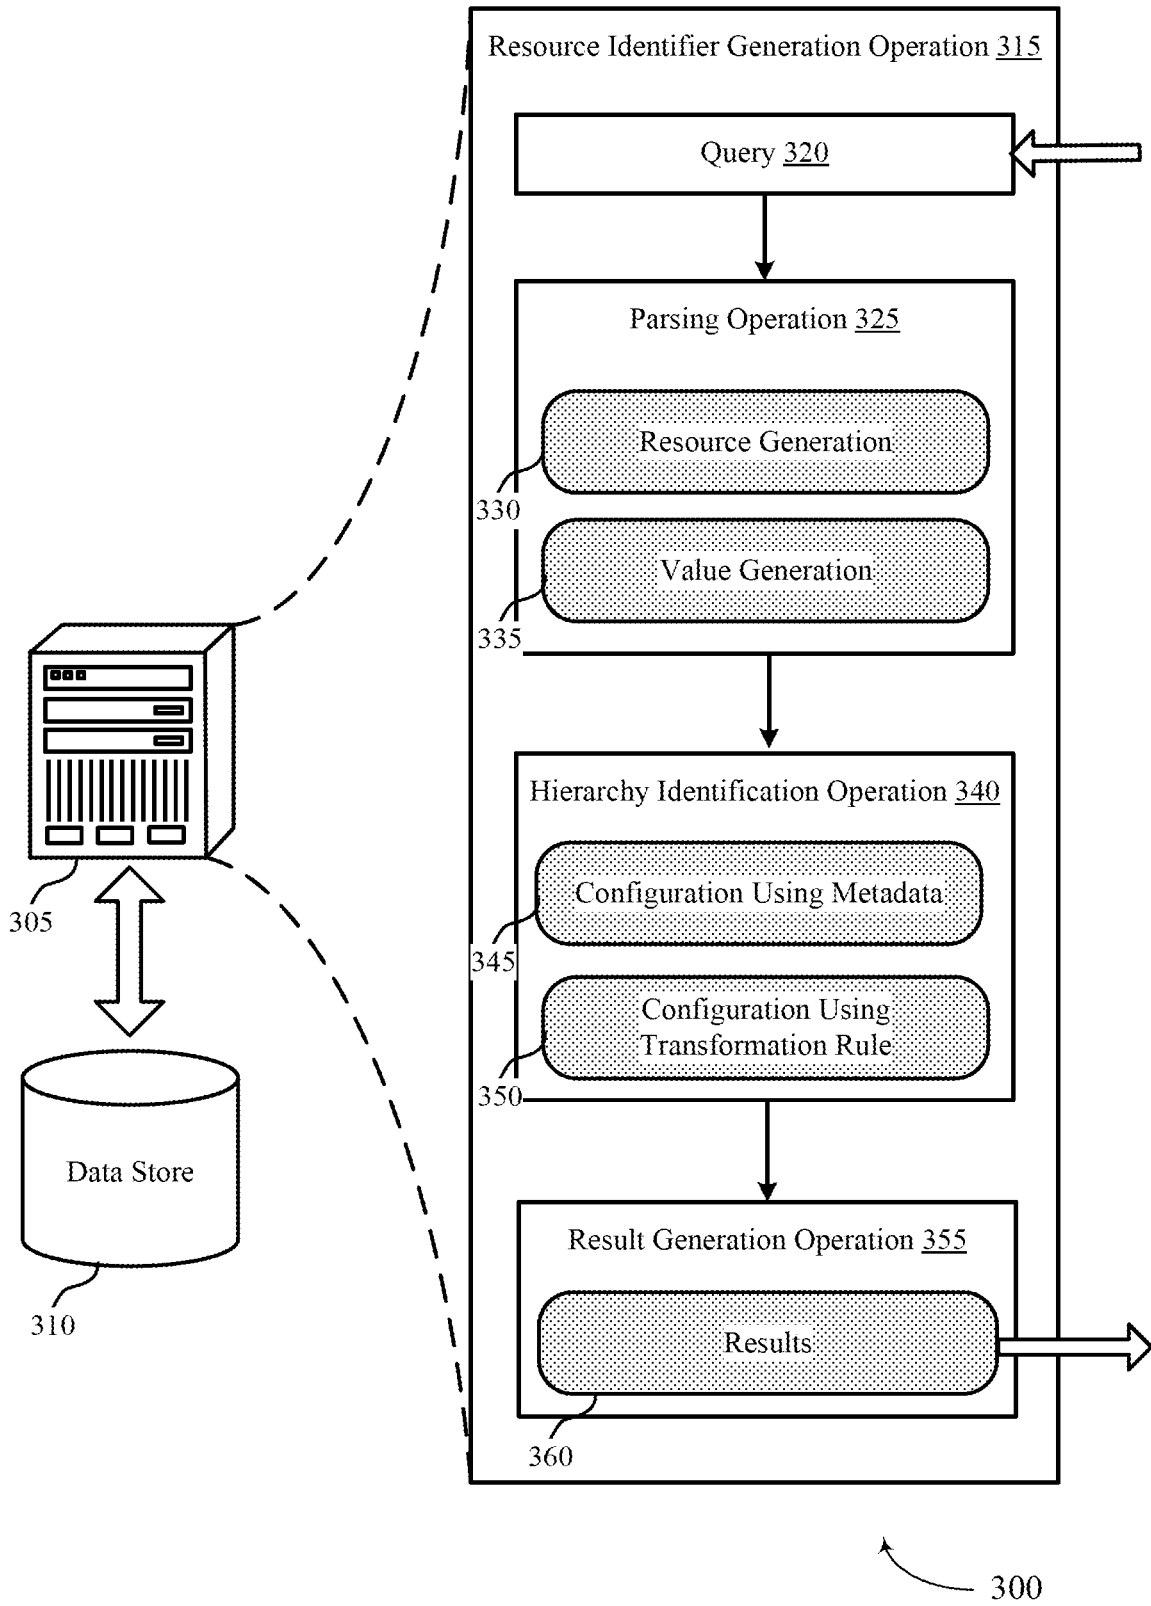 Resource Identifier Generation Operation 315
Query 320
Parsing Operation 325
Resource Generation
330
Value Generation
335
Hierarchy Identification Operation 340
Configuration Using Metadata
305
345
Configuration Using
Transformation Rule
350
Data Store
310
Result Generation Operation 355
Results
360
300